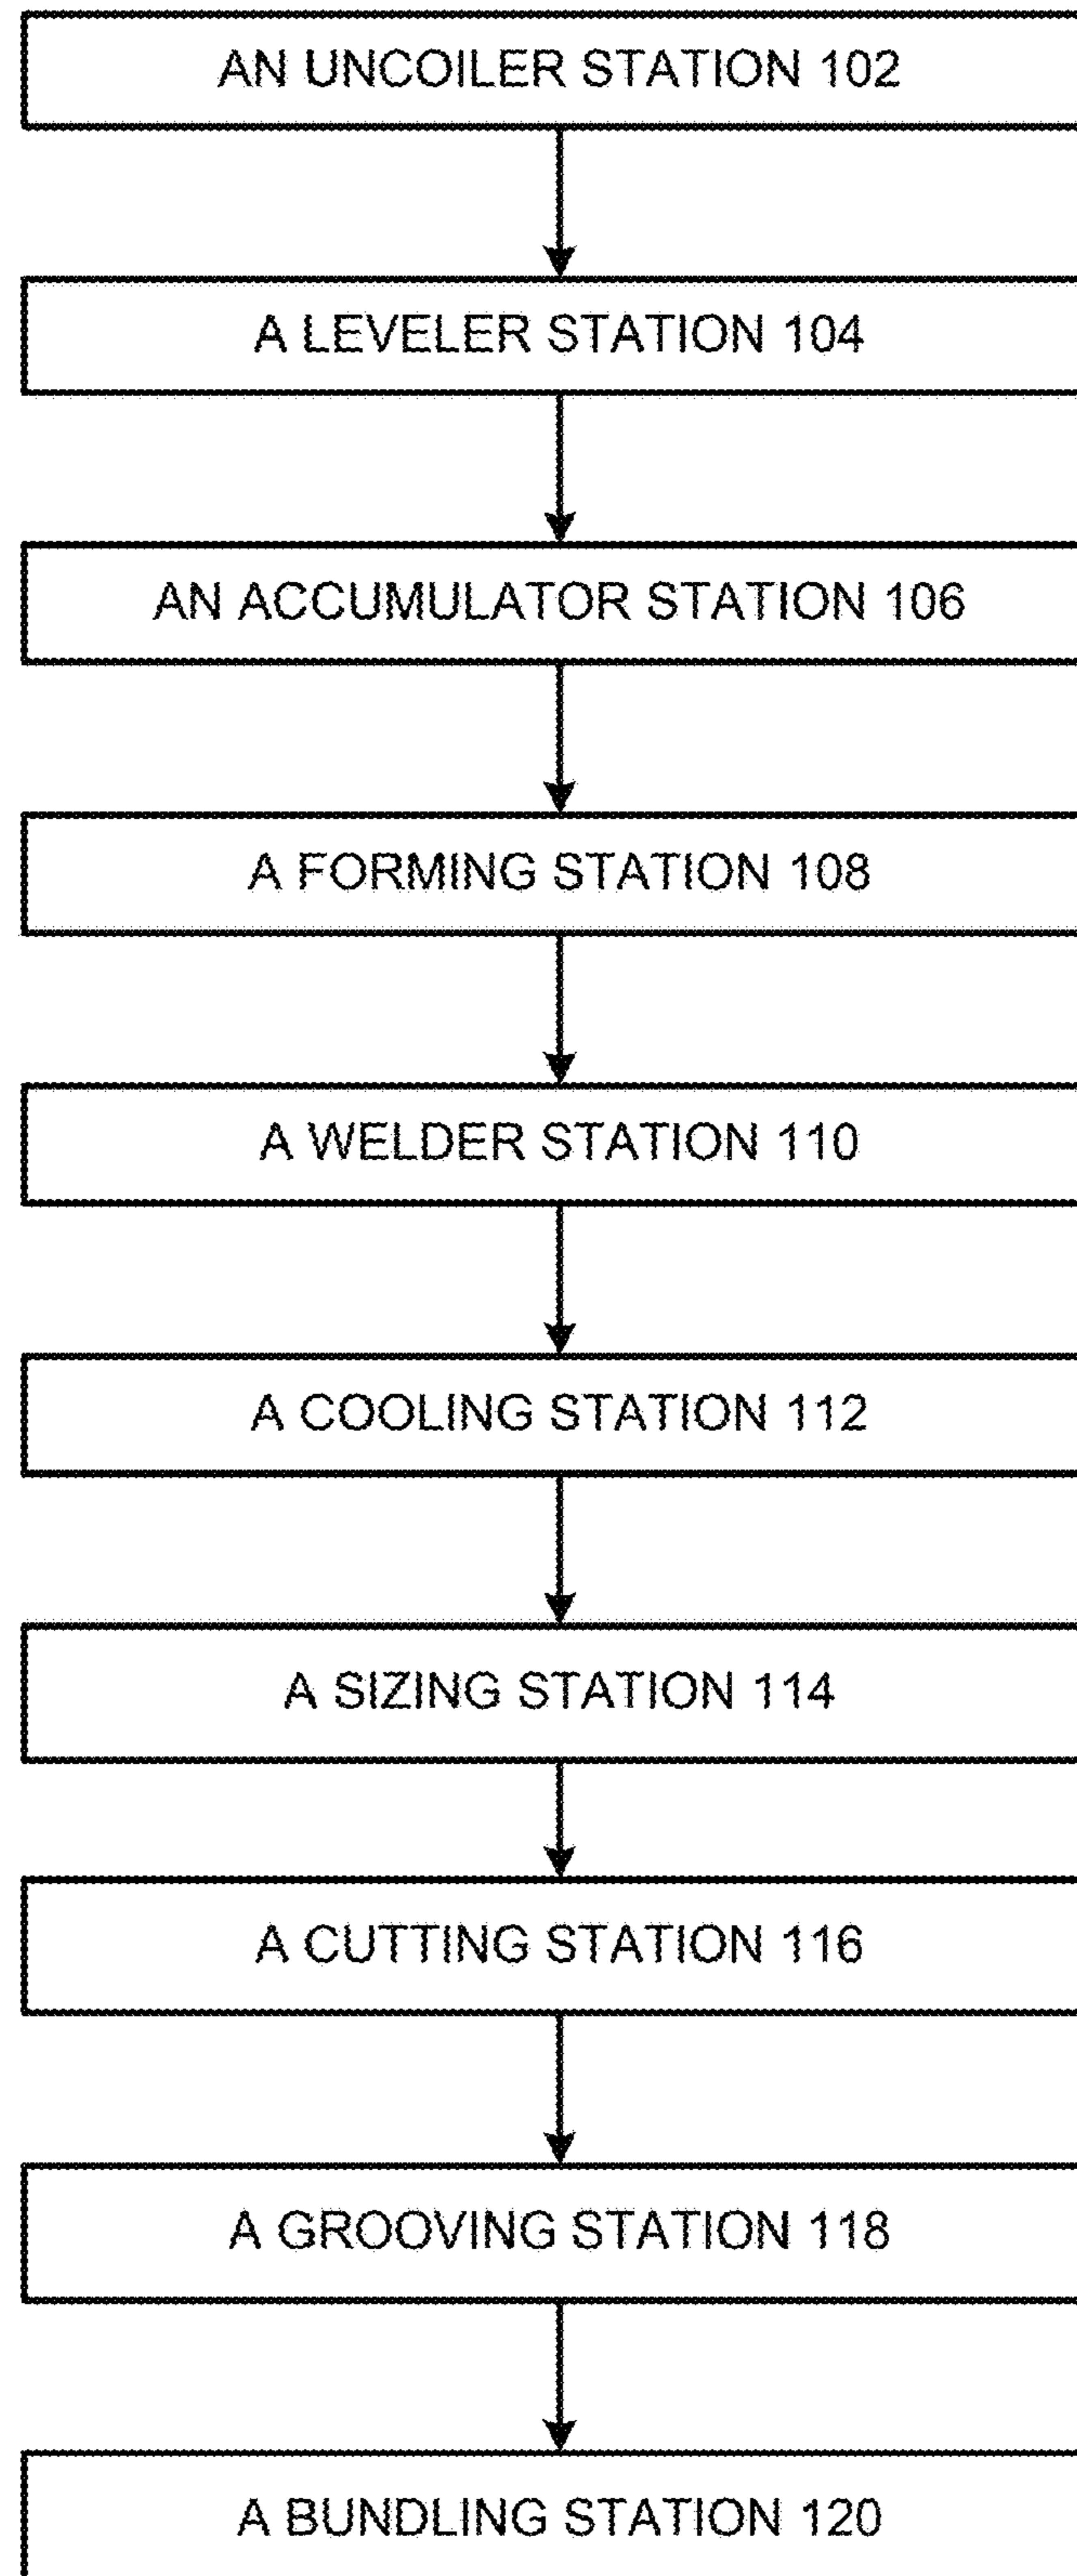 AN UNCOILER STATION 102
A LEVELER STATION 104
AN ACCUMULATOR STATION 106
A FORMING STATION 108
A WELDER STATION 110
A COOLING STATION 112
A SIZING STATION 114
A CUTTING STATION 116
A GROOVING STATION 118
A BUNDLING STATION 120